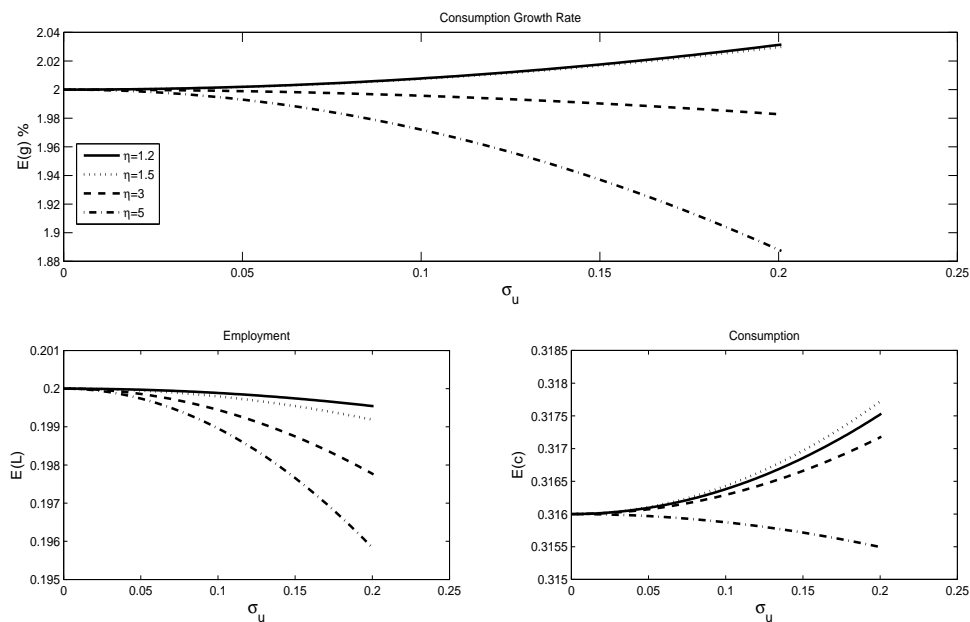 Consumption Growth Rate
2.04
2.02
2
1.98
1.96
1.94
1.92
1.9
1.88
E(g) %
η=1.2
η=1.5
η=3
η=5
0 0.05 0.1 0.15 0.2 0.25
σu
Employment
0.201
0.2
0.199
0.198
0.197
0.196
0.195
E(L)
0 0.05 0.1 0.15 0.2 0.25
σu
Consumption
0.3185
0.318
0.3175
0.317
0.3165
0.316
0.3155
0.315
E(c)
0 0.05 0.1 0.15 0.2 0.25
σu